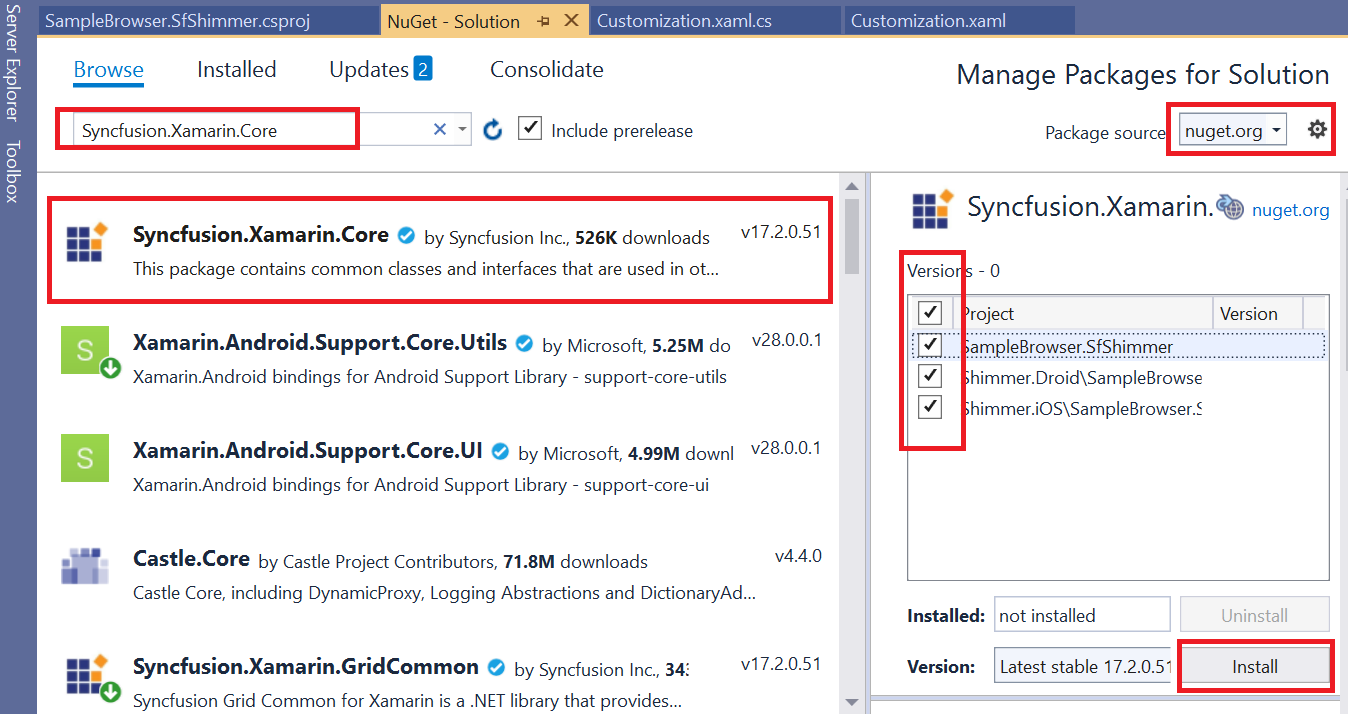 Server Explorer
Toolbox
SampleBrowser.SfShimmer.csproj
NuGet - Solution
Customization.xaml.cs
Customization.xaml
Browse
Installed
Updates 2
Consolidate
Manage Packages for Solution
Syncfusion.Xamarin.Core
Include prerelease
Package source
nuget.org
Syncfusion.Xamarin.Core by Syncfusion Inc., 526K downloads v17.2.0.51
This package contains common classes and interfaces that are used in ot...
S
Xamarin.Android.Support.Core.Utils by Microsoft, 5.25M do v28.0.0.1
Xamarin.Android bindings for Android Support Library - support-core-utils
S
Xamarin.Android.Support.Core.UI by Microsoft, 4.99M downl v28.0.0.1
Xamarin.Android bindings for Android Support Library - support-core-ui
Castle.Core by Castle Project Contributors, 71.8M downloads v4.4.0
Castle Core, including DynamicProxy, Logging Abstractions and DictionaryAd...
Syncfusion.Xamarin.GridCommon by Syncfusion Inc., 34 v17.2.0.51
Syncfusion Grid Common for Xamarin is a .NET library that provides...
Syncfusion.Xamarin. nuget.org
Versions - 0
Project Version
SampleBrowser.SfShimmer
Shimmer.Droid\SampleBrowse
Shimmer.iOS\SampleBrowser.S
Installed: not installed Uninstall
Version: Latest stable 17.2.0.51 Install